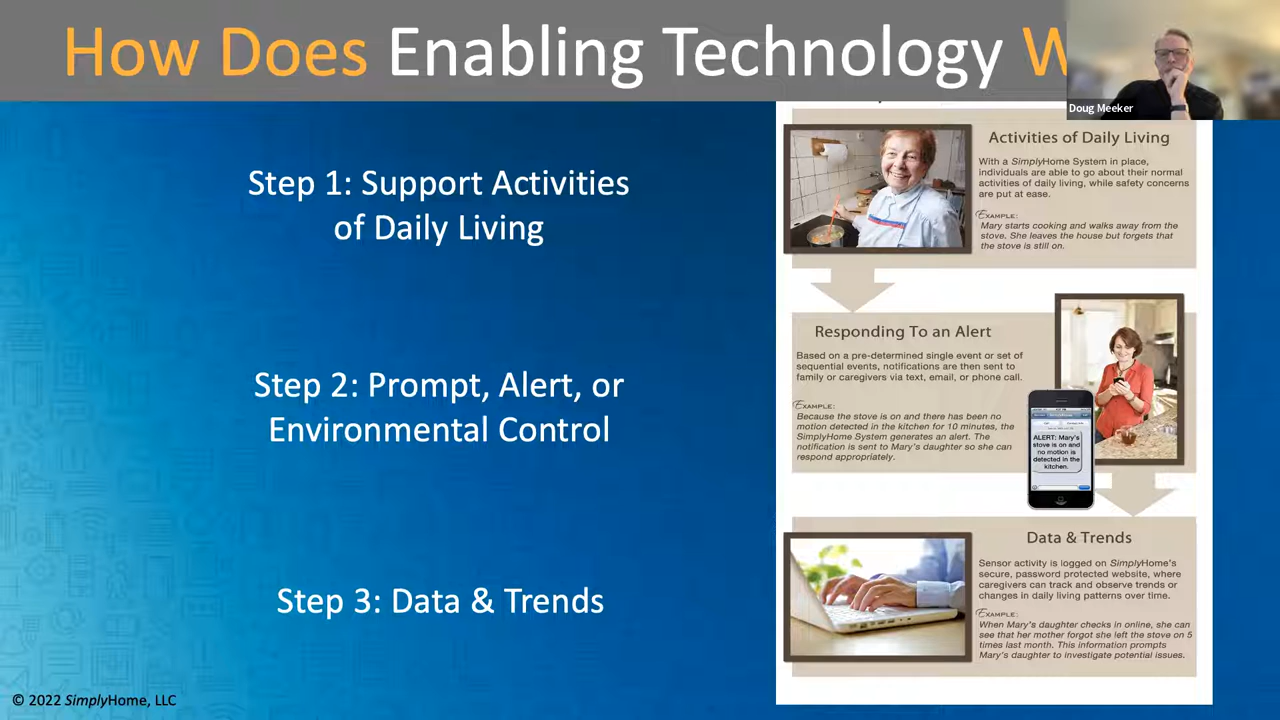 How Does Enabling Technology W
Doug Meeker
Step 1: Support Activities
of Daily Living
Step 2: Prompt, Alert, or
Environmental Control
Step 3: Data & Trends
Activities of Daily Living
With a SimplyHome System in place,
individuals are able to go about their normal
activities of daily living, while safety concerns
are put at ease.
EXAMPLE:
Mary starts cooking and walks away from the
stove. She leaves the house but forgets that
the stove is still on.
Responding To an Alert
Based on a pre-determined single event or set of
sequential events, notifications are then sent to
family or caregivers via text, email, or phone call.
EXAMPLE:
Because the stove is on and there has been no
motion detected in the kitchen for 10 minutes, the
SimplyHome System generates an alert. The
notification is sent to Mary's daughter so she can
respond appropriately.
ALERT: Mary's
stove is on and
no motion is
detected in the
kitchen.
Data & Trends
Sensor activity is logged on SimplyHome's
secure, password protected website, where
caregivers can track and observe trends or
changes in daily living patterns over time.
EXAMPLE:
When Mary's daughter checks in online, she can
see that her mother forgot she left the stove on 5
times last month. This information prompts
Mary's daughter to investigate potential issues.
© 2022 SimplyHome, LLC